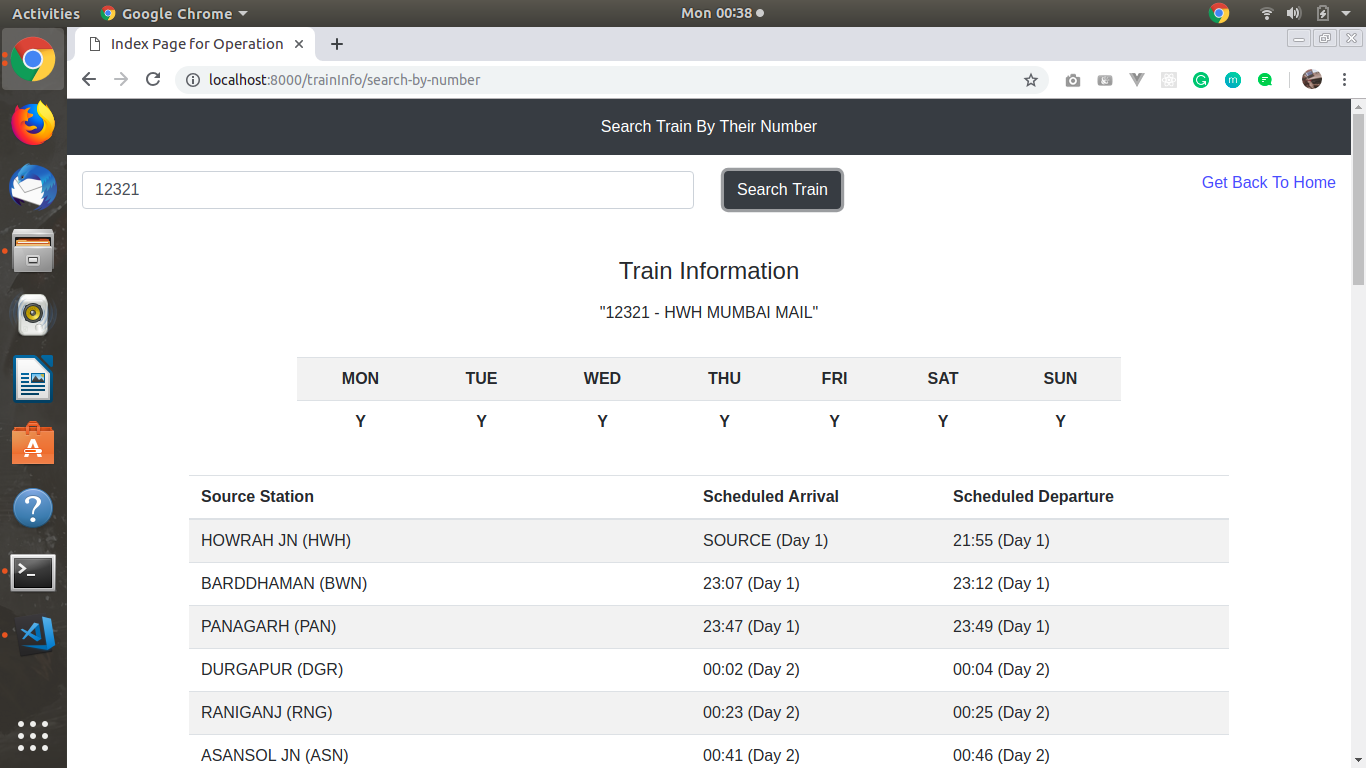 Activities Google Chrome Mon 00:38
Index Page for Operation
localhost:8000/trainInfo/search-by-number
Search Train By Their Number
12321 Search Train Get Back To Home
Train Information
"12321 - HWH MUMBAI MAIL"
MON TUE WED THU FRI SAT SUN
Y Y Y Y Y Y Y
Source Station Scheduled Arrival Scheduled Departure
HOWRAH JN (HWH) SOURCE (Day 1) 21:55 (Day 1)
BARDDHAMAN (BWN) 23:07 (Day 1) 23:12 (Day 1)
PANAGARH (PAN) 23:47 (Day 1) 23:49 (Day 1)
DURGAPUR (DGR) 00:02 (Day 2) 00:04 (Day 2)
RANIGANJ (RNG) 00:23 (Day 2) 00:25 (Day 2)
ASANSOL JN (ASN) 00:41 (Day 2) 00:46 (Day 2)